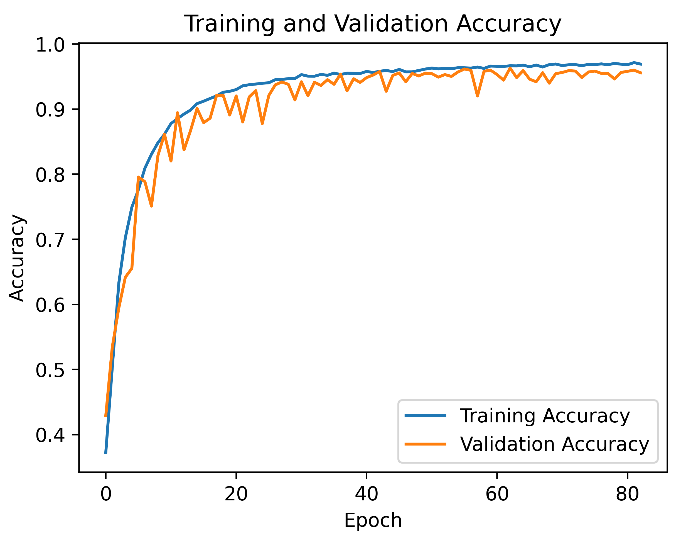 Training and Validation Accuracy
1.0
0.9
0.8
0.7
0.6
0.5
0.4
Accuracy
Training Accuracy
Validation Accuracy
0 20 40 60 80
Epoch